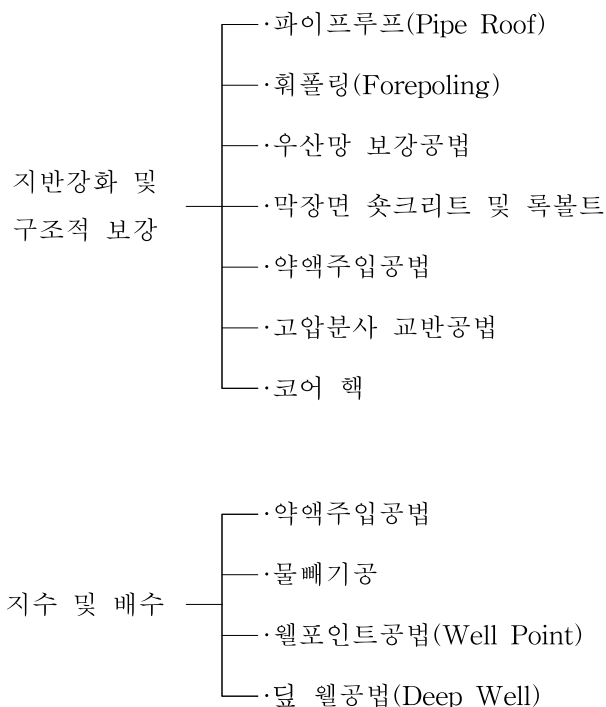 지반강화 및
구조적 보강
·파이프루프(Pipe Roof)
·훠폴링(Forepoling)
·우산망 보강공법
·막장면 숏크리트 및 록볼트
·약액주입공법
·고압분사 교반공법
·코어 핵
지수 및 배수
·약액주입공법
·물빼기공
·웰포인트공법(Well Point)
·딮 웰공법(Deep Well)